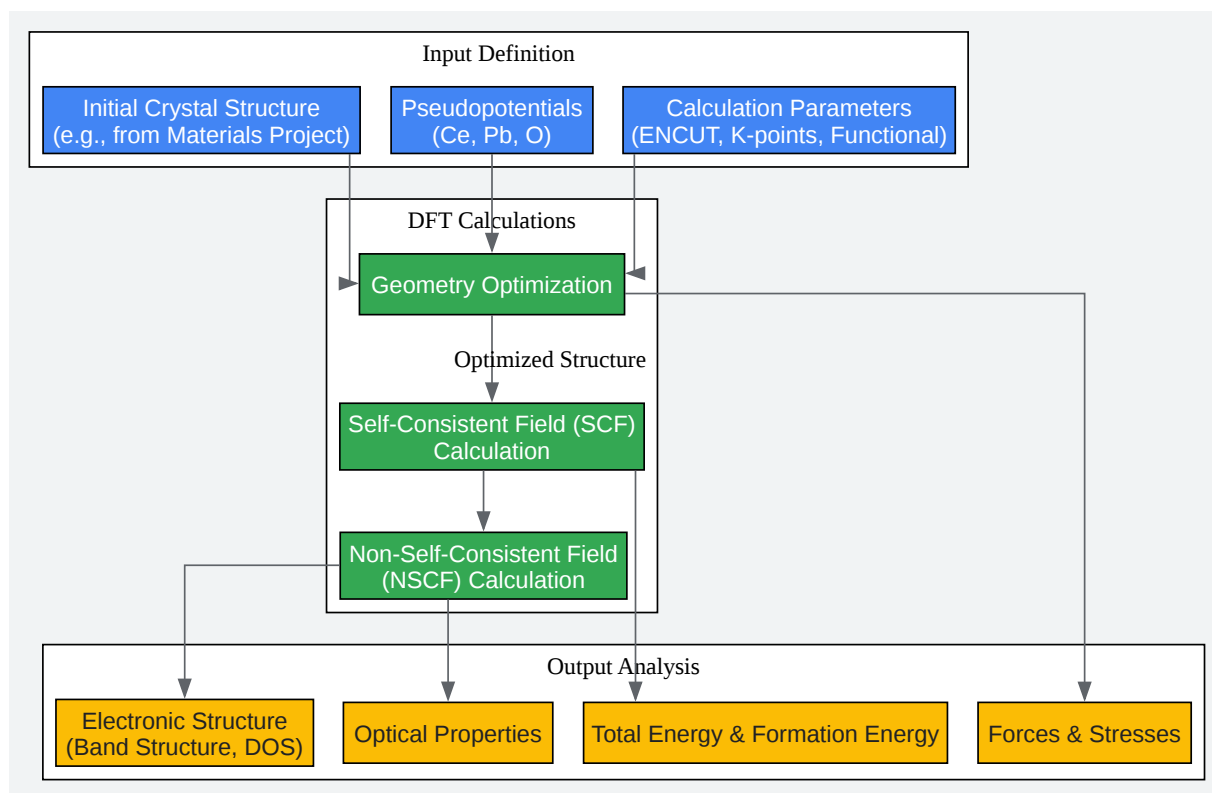 Input Definition
Initial Crystal Structure
(e.g., from Materials Project)
Pseudopotentials
(Ce, Pb, O)
Calculation Parameters
(ENCUT, K-points, Functional)
DFT Calculations
Geometry Optimization
Optimized Structure
Self-Consistent Field (SCF)
Calculation
Non-Self-Consistent Field
(NSCF) Calculation
Output Analysis
Electronic Structure
(Band Structure, DOS)
Optical Properties
Total Energy & Formation Energy
Forces & Stresses